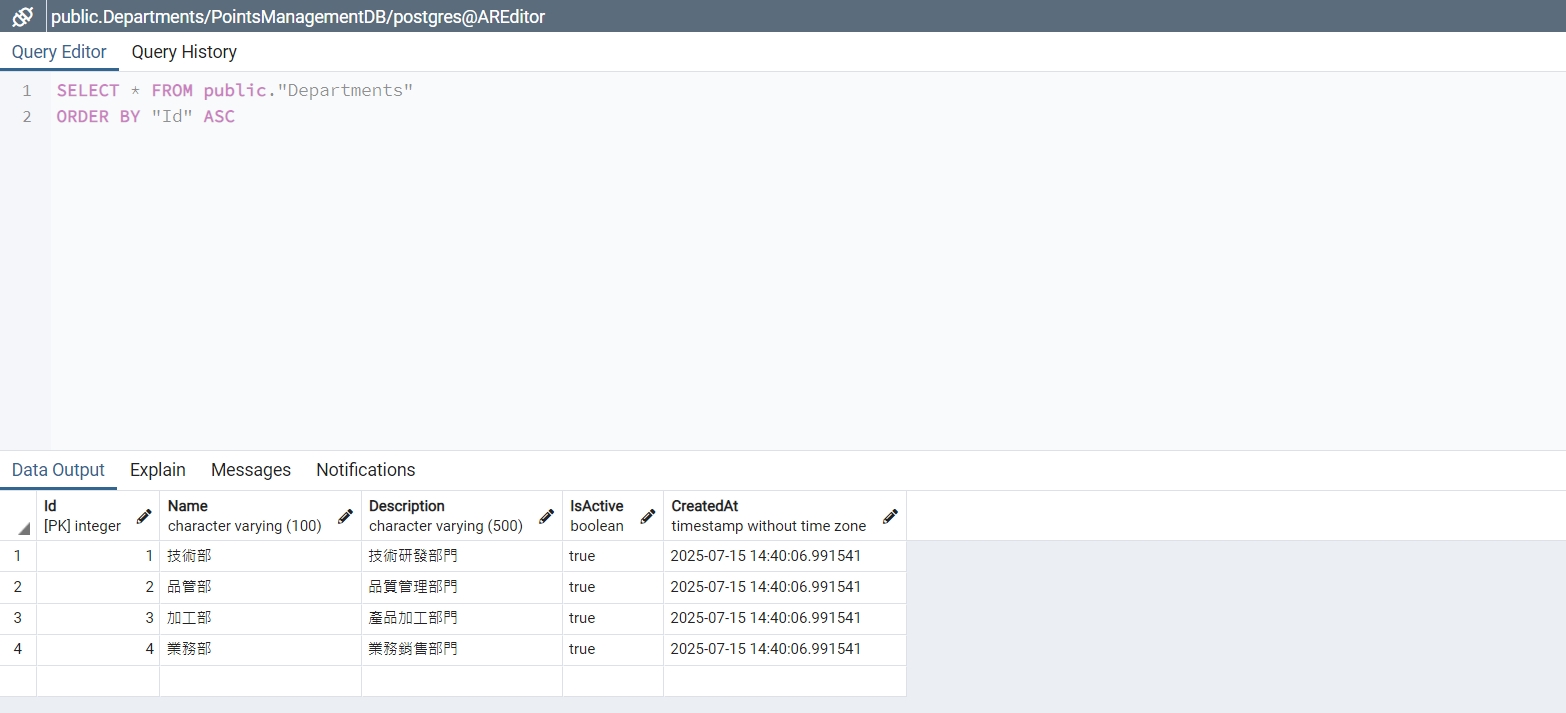 public.Departments/PointsManagementDB/postgres@AREditor
Query Editor Query History
1 SELECT * FROM public."Departments"
2 ORDER BY "Id" ASC
Data Output Explain Messages Notifications
Id Name Description IsActive CreatedAt
[PK] integer character varying (100) character varying (500) boolean timestamp without time zone
1 1 技術部 技術研發部門 true 2025-07-15 14:40:06.991541
2 2 品管部 品質管理部門 true 2025-07-15 14:40:06.991541
3 3 加工部 產品加工部門 true 2025-07-15 14:40:06.991541
4 4 業務部 業務銷售部門 true 2025-07-15 14:40:06.991541